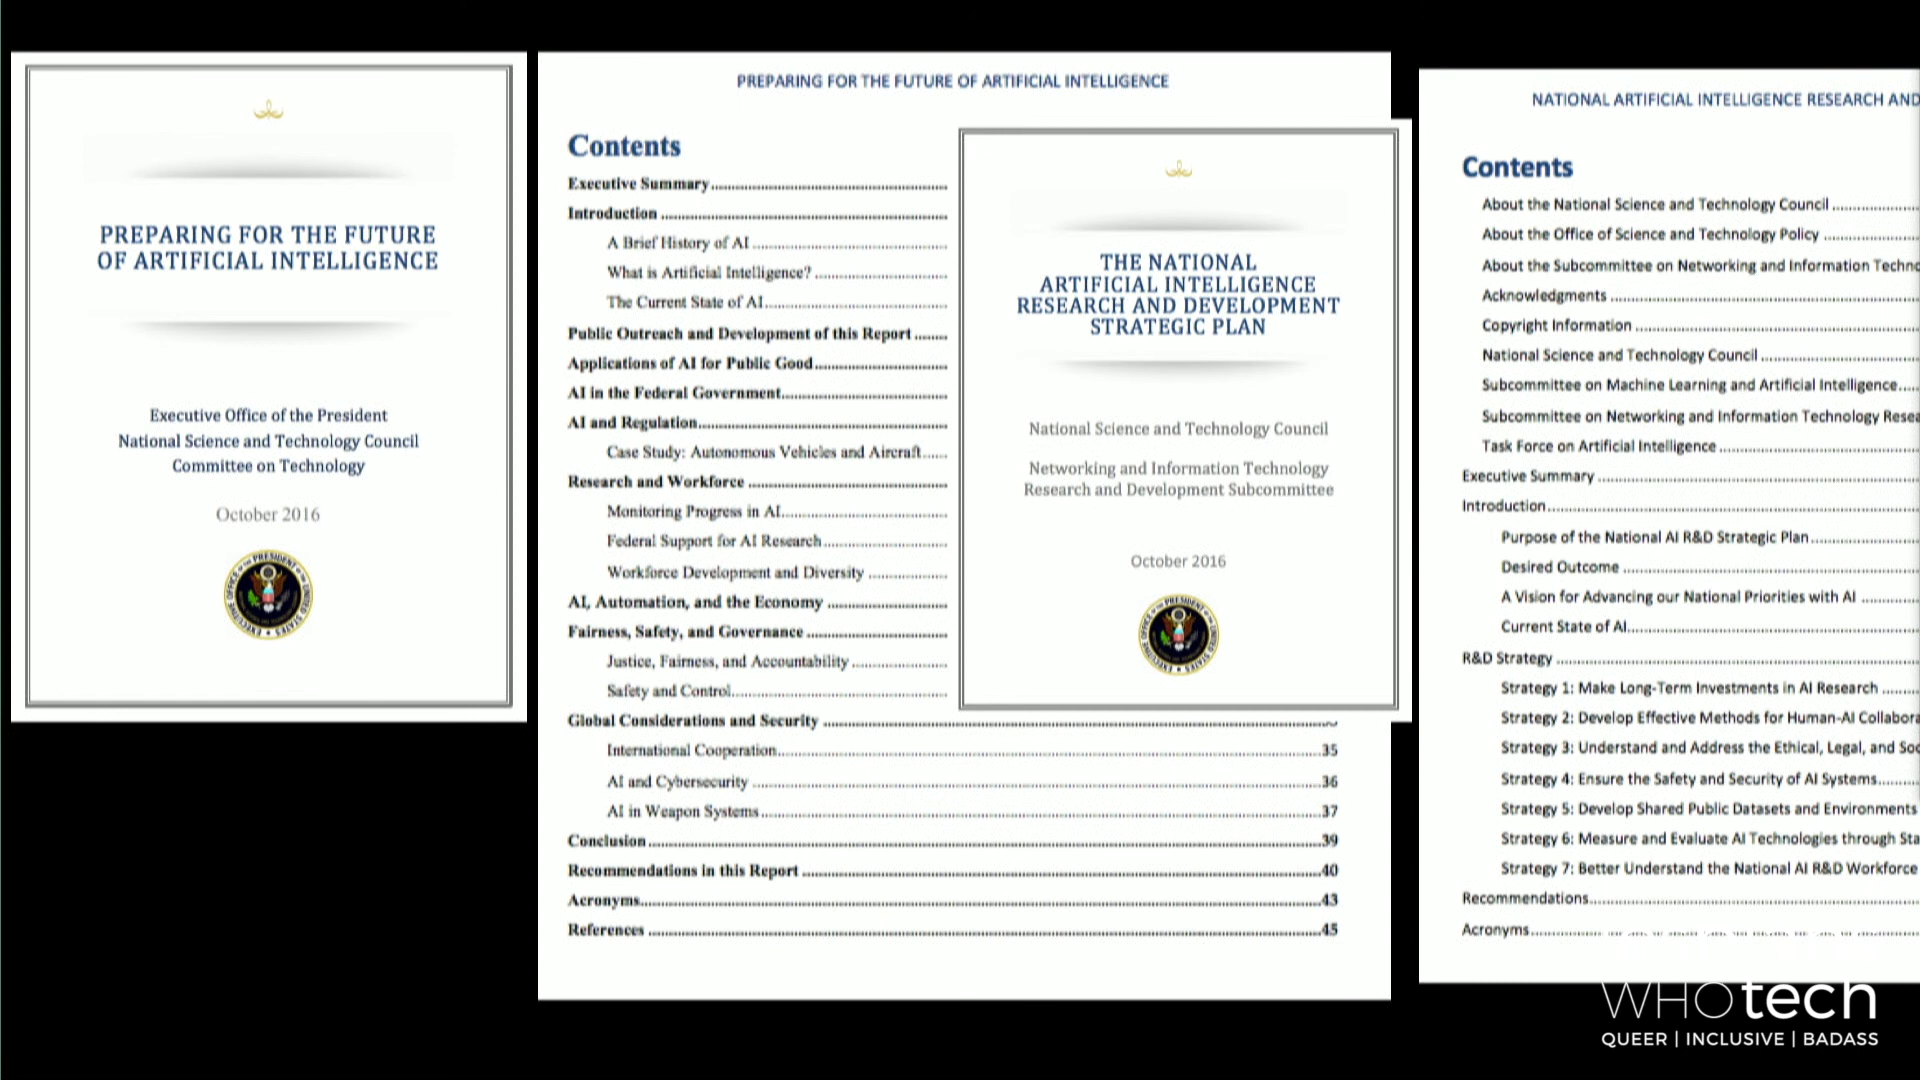 PREPARING FOR THE FUTURE
OF ARTIFICIAL INTELLIGENCE
Executive Office of the President
National Science and Technology Council
Committee on Technology
October 2016
PREPARING FOR THE FUTURE OF ARTIFICIAL INTELLIGENCE
Contents
Executive Summary
Introduction
A Brief History of AI
What is Artificial Intelligence?
The Current State of AI
Public Outreach and Development of this Report
Applications of AI for Public Good
AI in the Federal Government
AI and Regulation
Case Study: Autonomous Vehicles and Aircraft
Research and Workforce
Monitoring Progress in AI
Federal Support for AI Research
Workforce Development and Diversity
AI, Automation, and the Economy
Fairness, Safety, and Governance
Justice, Fairness, and Accountability
Safety and Control
Global Considerations and Security
International Cooperation 35
AI and Cybersecurity 36
AI in Weapon Systems 37
Conclusion 39
Recommendations in this Report 40
Acronyms 43
References 45
THE NATIONAL
ARTIFICIAL INTELLIGENCE
RESEARCH AND DEVELOPMENT
STRATEGIC PLAN
National Science and Technology Council
Networking and Information Technology
Research and Development Subcommittee
October 2016
NATIONAL ARTIFICIAL INTELLIGENCE RESEARCH AND
Contents
About the National Science and Technology Council
About the Office of Science and Technology Policy
About the Subcommittee on Networking and Information Techno
Acknowledgments
Copyright Information
National Science and Technology Council
Subcommittee on Machine Learning and Artificial Intelligence
Subcommittee on Networking and Information Technology Resea
Task Force on Artificial Intelligence
Executive Summary
Introduction
Purpose of the National AI R&D Strategic Plan
Desired Outcome
A Vision for Advancing our National Priorities with AI
Current State of AI
R&D Strategy
Strategy 1: Make Long-Term Investments in AI Research
Strategy 2: Develop Effective Methods for Human-AI Collabora
Strategy 3: Understand and Address the Ethical, Legal, and Soc
Strategy 4: Ensure the Safety and Security of AI Systems
Strategy 5: Develop Shared Public Datasets and Environments
Strategy 6: Measure and Evaluate AI Technologies through Sta
Strategy 7: Better Understand the National AI R&D Workforce
Recommendations
Acronyms
WHOtech
QUEER | INCLUSIVE | BADASS